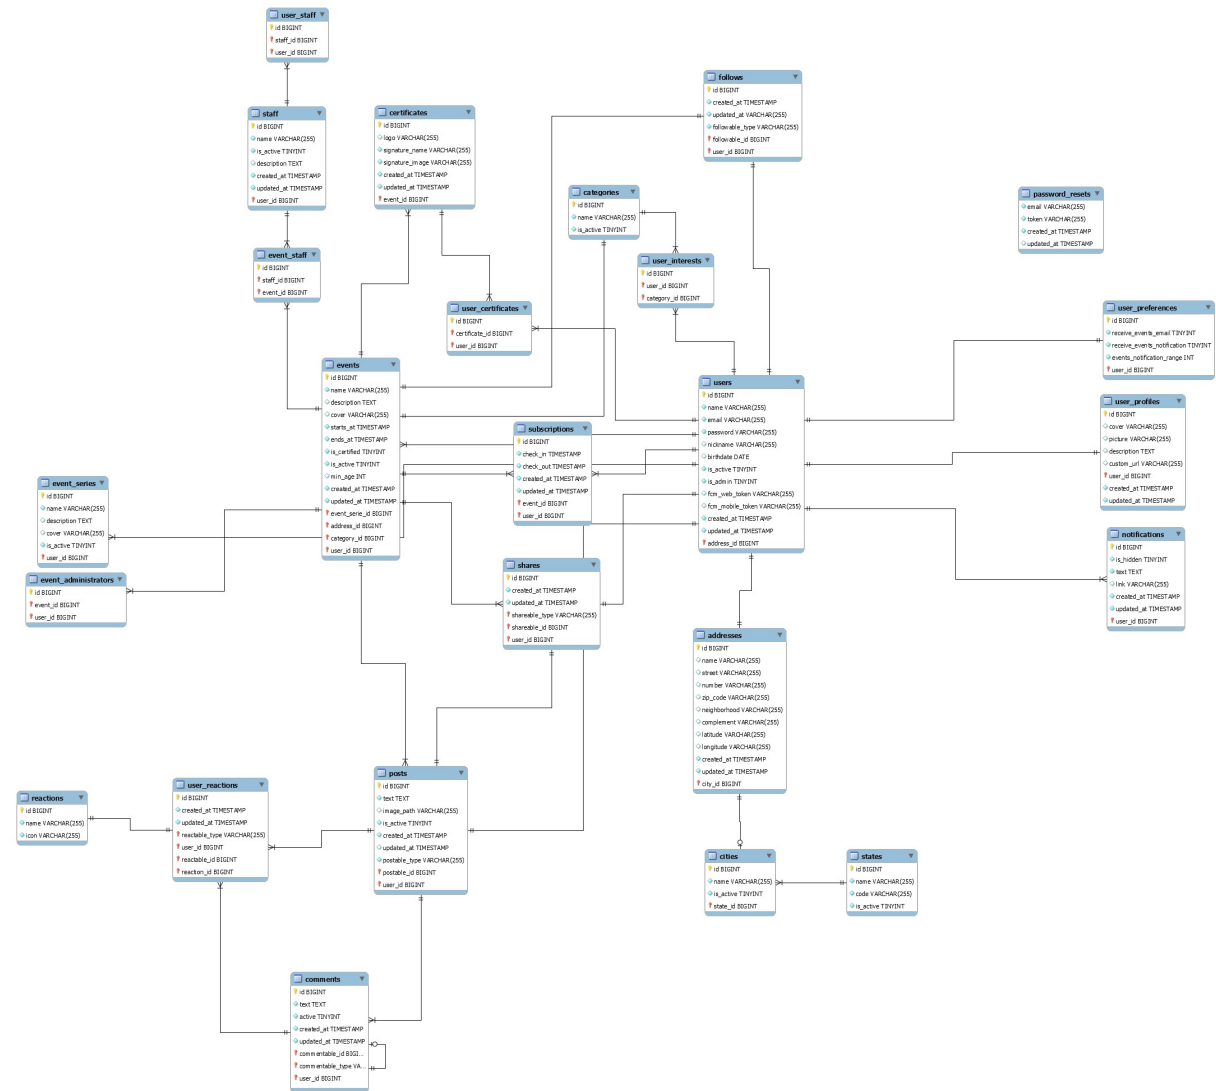 user_staff
id BIGINT
staff_id BIGINT
user_id BIGINT
staff
id BIGINT
name VARCHAR(255)
is_active TINYINT
description TEXT
created_at TIMESTAMP
updated_at TIMESTAMP
user_id BIGINT
certificates
id BIGINT
logo VARCHAR(255)
signature_name VARCHAR(255)
signature_image VARCHAR(255)
created_at TIMESTAMP
updated_at TIMESTAMP
event_id BIGINT
follows
id BIGINT
created_at TIMESTAMP
updated_at VARCHAR(255)
followable_type VARCHAR(255)
followable_id BIGINT
user_id BIGINT
categories
id BIGINT
name VARCHAR(255)
is_active TINYINT
password_resets
email VARCHAR(255)
token VARCHAR(255)
created_at TIMESTAMP
updated_at TIMESTAMP
event_staff
id BIGINT
staff_id BIGINT
event_id BIGINT
user_interests
id BIGINT
user_id BIGINT
category_id BIGINT
user_certificates
id BIGINT
certificate_id BIGINT
user_id BIGINT
user_preferences
id BIGINT
receive_events_email TINYINT
receive_events_notification TINYINT
events_notification_range INT
user_id BIGINT
events
id BIGINT
name VARCHAR(255)
description TEXT
cover VARCHAR(255)
starts_at TIMESTAMP
ends_at TIMESTAMP
is_certified TINYINT
is_active TINYINT
min_age INT
created_at TIMESTAMP
updated_at TIMESTAMP
event_serie_id BIGINT
address_id BIGINT
category_id BIGINT
user_id BIGINT
users
id BIGINT
name VARCHAR(255)
email VARCHAR(255)
password VARCHAR(255)
nickname VARCHAR(255)
birthdate DATE
is_active TINYINT
is_admin TINYINT
fcm_web_token VARCHAR(255)
fcm_mobile_token VARCHAR(255)
created_at TIMESTAMP
updated_at TIMESTAMP
address_id BIGINT
user_profiles
id BIGINT
cover VARCHAR(255)
picture VARCHAR(255)
description TEXT
custom_url VARCHAR(255)
user_id BIGINT
created_at TIMESTAMP
updated_at TIMESTAMP
subscriptions
id BIGINT
check_in TIMESTAMP
check_out TIMESTAMP
created_at TIMESTAMP
updated_at TIMESTAMP
event_id BIGINT
user_id BIGINT
event_series
id BIGINT
name VARCHAR(255)
description TEXT
cover VARCHAR(255)
is_active TINYINT
user_id BIGINT
notifications
id BIGINT
is_hidden TINYINT
text TEXT
link VARCHAR(255)
created_at TIMESTAMP
updated_at TIMESTAMP
user_id BIGINT
event_administrators
id BIGINT
event_id BIGINT
user_id BIGINT
shares
id BIGINT
created_at TIMESTAMP
updated_at TIMESTAMP
shareable_type VARCHAR(255)
shareable_id BIGINT
user_id BIGINT
addresses
id BIGINT
name VARCHAR(255)
street VARCHAR(255)
number VARCHAR(255)
zip_code VARCHAR(255)
neighborhood VARCHAR(255)
complement VARCHAR(255)
latitude VARCHAR(255)
longitude VARCHAR(255)
created_at TIMESTAMP
updated_at TIMESTAMP
city_id BIGINT
posts
id BIGINT
text TEXT
image_path VARCHAR(255)
is_active TINYINT
created_at TIMESTAMP
updated_at TIMESTAMP
postable_type VARCHAR(255)
postable_id BIGINT
user_id BIGINT
user_reactions
id BIGINT
created_at TIMESTAMP
updated_at TIMESTAMP
reactable_type VARCHAR(255)
user_id BIGINT
reactable_id BIGINT
reaction_id BIGINT
reactions
id BIGINT
name VARCHAR(255)
icon VARCHAR(255)
cities
id BIGINT
name VARCHAR(255)
is_active TINYINT
state_id BIGINT
states
id BIGINT
name VARCHAR(255)
code VARCHAR(255)
is_active TINYINT
comments
id BIGINT
text TEXT
active TINYINT
created_at TIMESTAMP
updated_at TIMESTAMP
commentable_id BIGI...
commentable_type VA...
user_id BIGINT